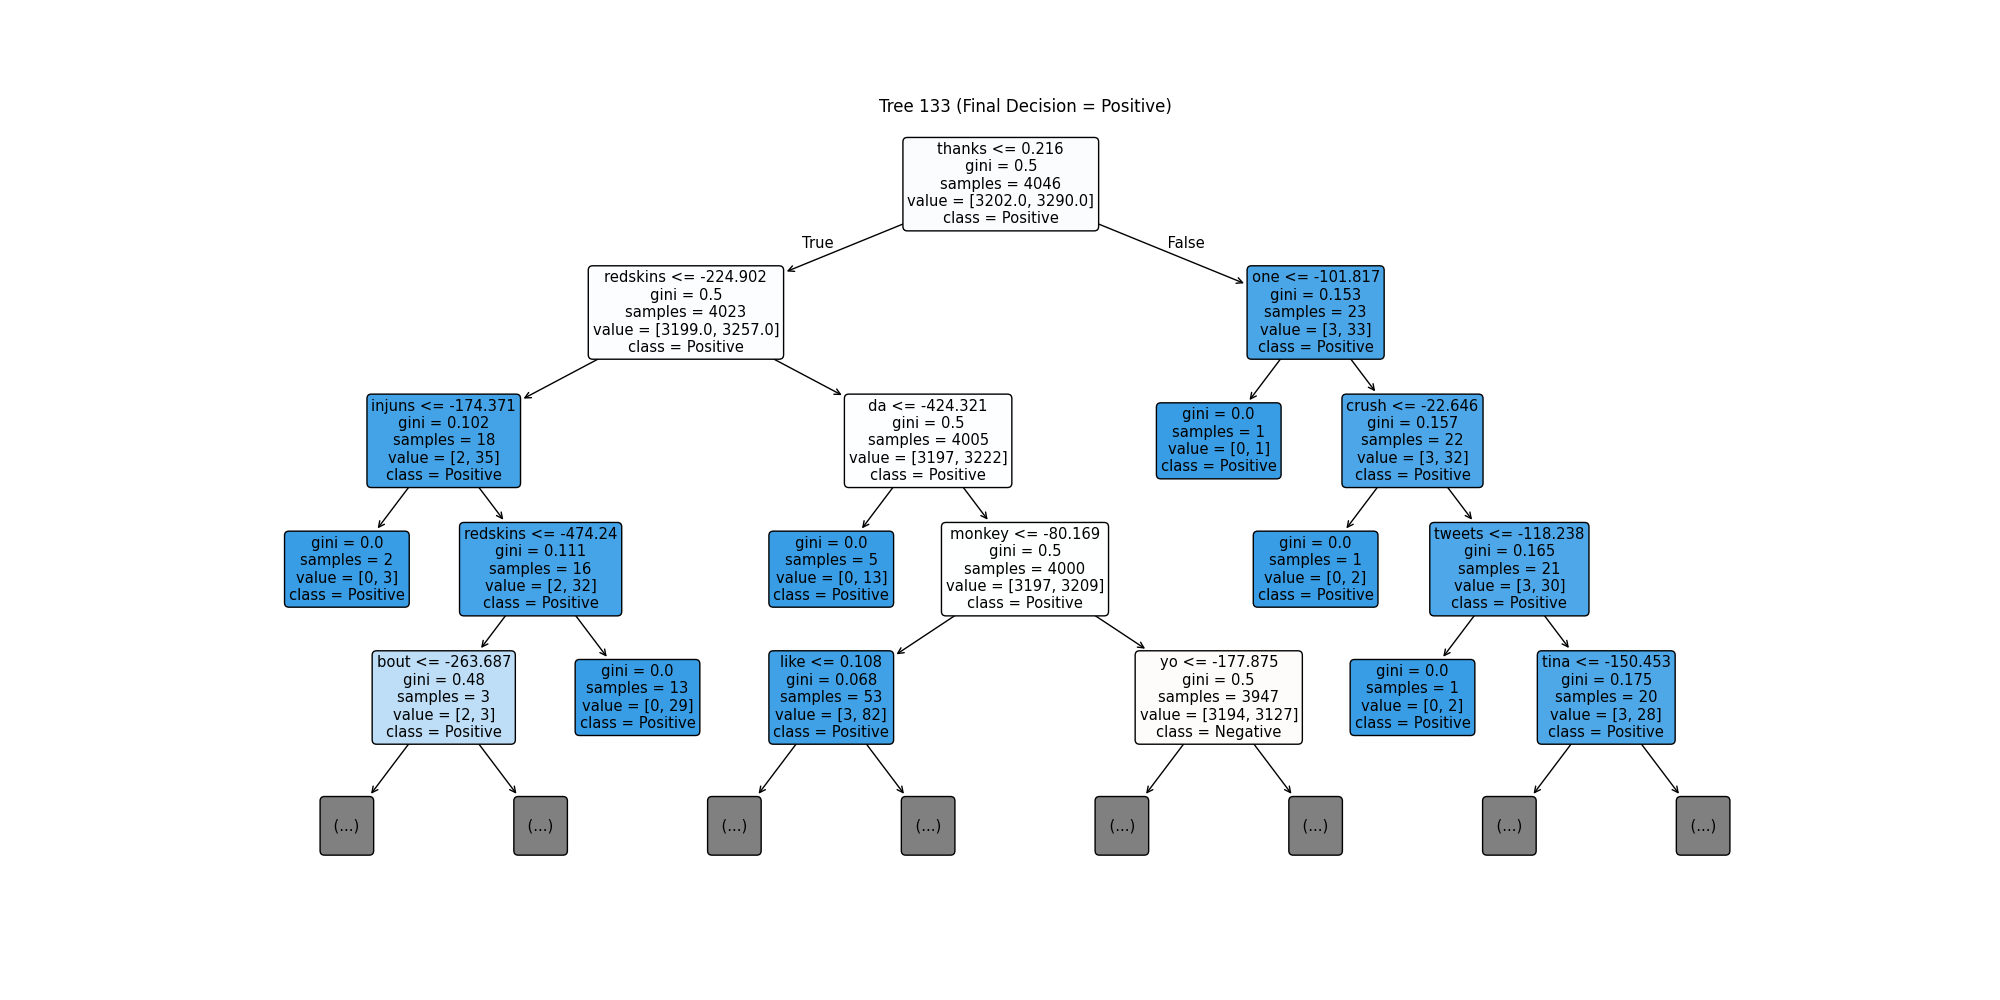 Tree 133 (Final Decision = Positive)
thanks <= 0.216
gini = 0.5
samples = 4046
value = [3202.0, 3290.0]
class = Positive
True
False
redskins <= -224.902
gini = 0.5
samples = 4023
value = [3199.0, 3257.0]
class = Positive
one <= -101.817
gini = 0.153
samples = 23
value = [3, 33]
class = Positive
injuns <= -174.371
gini = 0.102
samples = 18
value = [2, 35]
class = Positive
da <= -424.321
gini = 0.5
samples = 4005
value = [3197, 3222]
class = Positive
gini = 0.0
samples = 1
value = [0, 1]
class = Positive
crush <= -22.646
gini = 0.157
samples = 22
value = [3, 32]
class = Positive
gini = 0.0
samples = 2
value = [0, 3]
class = Positive
redskins <= -474.24
gini = 0.111
samples = 16
value = [2, 32]
class = Positive
gini = 0.0
samples = 5
value = [0, 13]
class = Positive
monkey <= -80.169
gini = 0.5
samples = 4000
value = [3197, 3209]
class = Positive
gini = 0.0
samples = 1
value = [0, 2]
class = Positive
tweets <= -118.238
gini = 0.165
samples = 21
value = [3, 30]
class = Positive
bout <= -263.687
gini = 0.48
samples = 3
value = [2, 3]
class = Positive
gini = 0.0
samples = 13
value = [0, 29]
class = Positive
like <= 0.108
gini = 0.068
samples = 53
value = [3, 82]
class = Positive
yo <= -177.875
gini = 0.5
samples = 3947
value = [3194, 3127]
class = Negative
gini = 0.0
samples = 1
value = [0, 2]
class = Positive
tina <= -150.453
gini = 0.175
samples = 20
value = [3, 28]
class = Positive
(...)
(...)
(...)
(...)
(...)
(...)
(...)
(...)